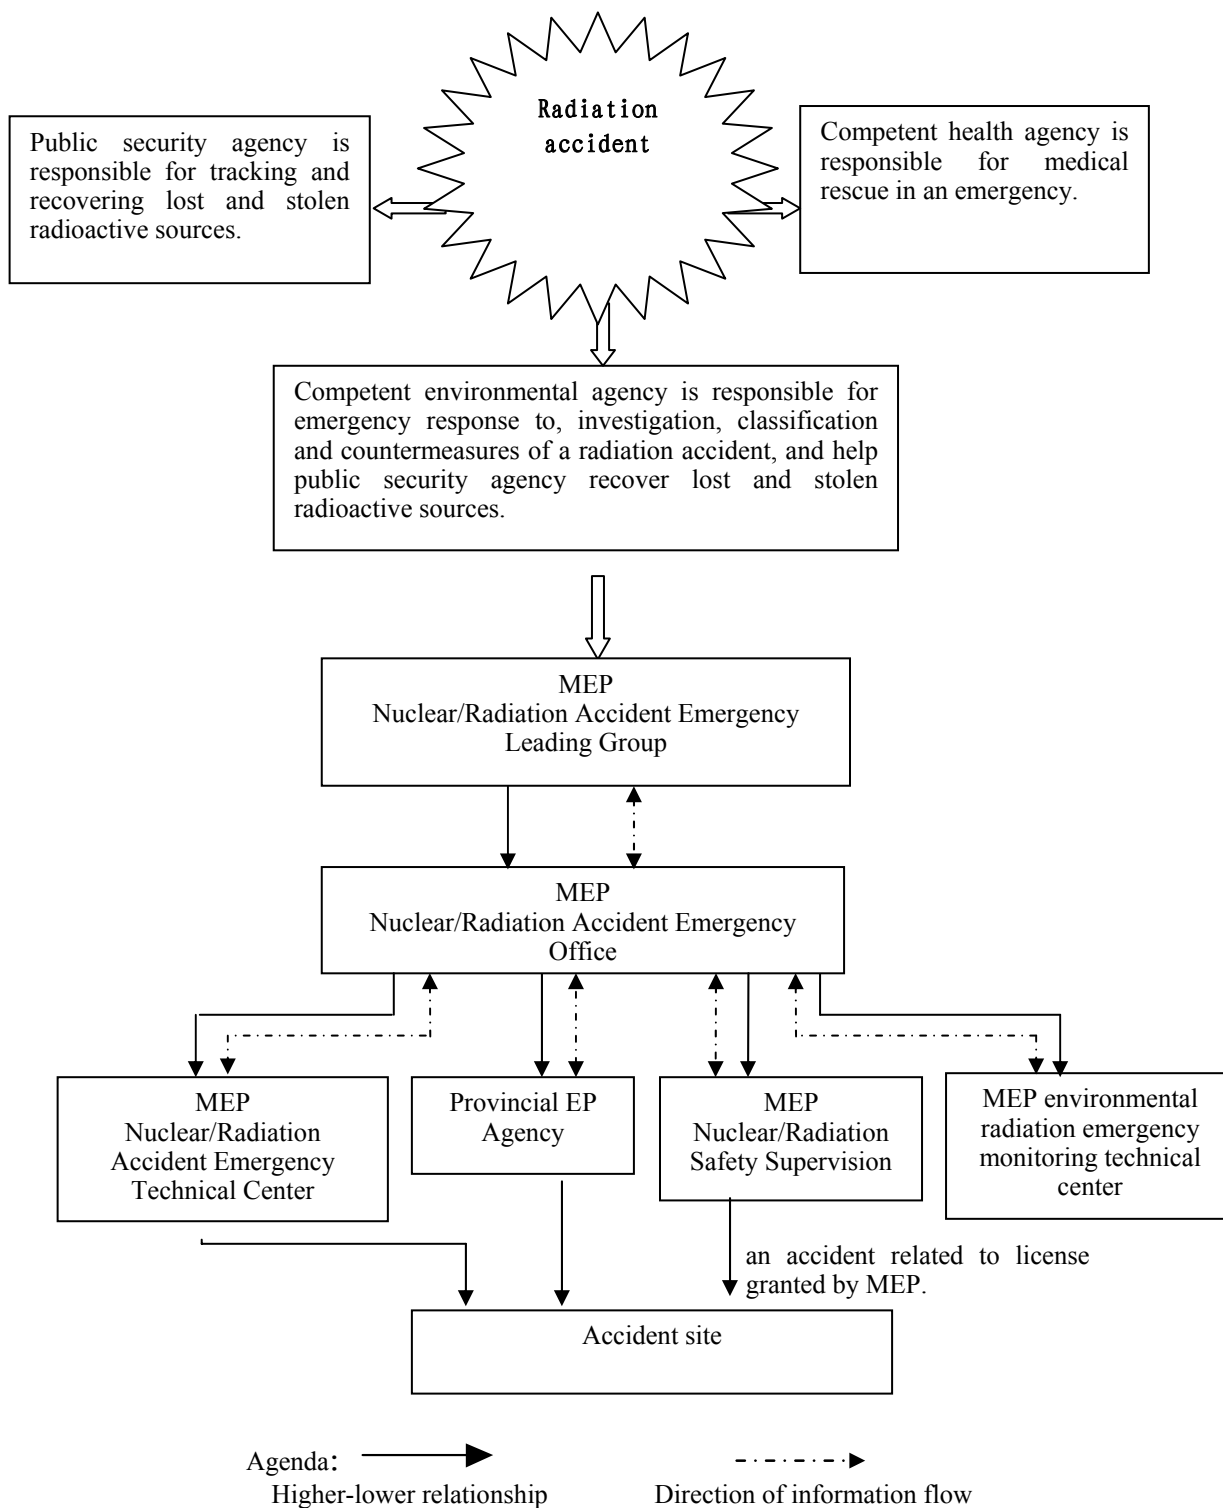 Radiation
accident
Public security agency is
responsible for tracking and
recovering lost and stolen
radioactive sources.
Competent health agency is
responsible for medical
rescue in an emergency.
Competent environmental agency is responsible for
emergency response to, investigation, classification
and countermeasures of a radiation accident, and help
public security agency recover lost and stolen
radioactive sources.
MEP
Nuclear/Radiation Accident Emergency
Leading Group
MEP
Nuclear/Radiation Accident Emergency
Office
MEP
Nuclear/Radiation
Accident Emergency
Technical Center
Provincial EP
Agency
MEP
Nuclear/Radiation
Safety Supervision
MEP environmental
radiation emergency
monitoring technical
center
an accident related to license
granted by MEP.
Accident site
Agenda:
Higher-lower relationship
Direction of information flow